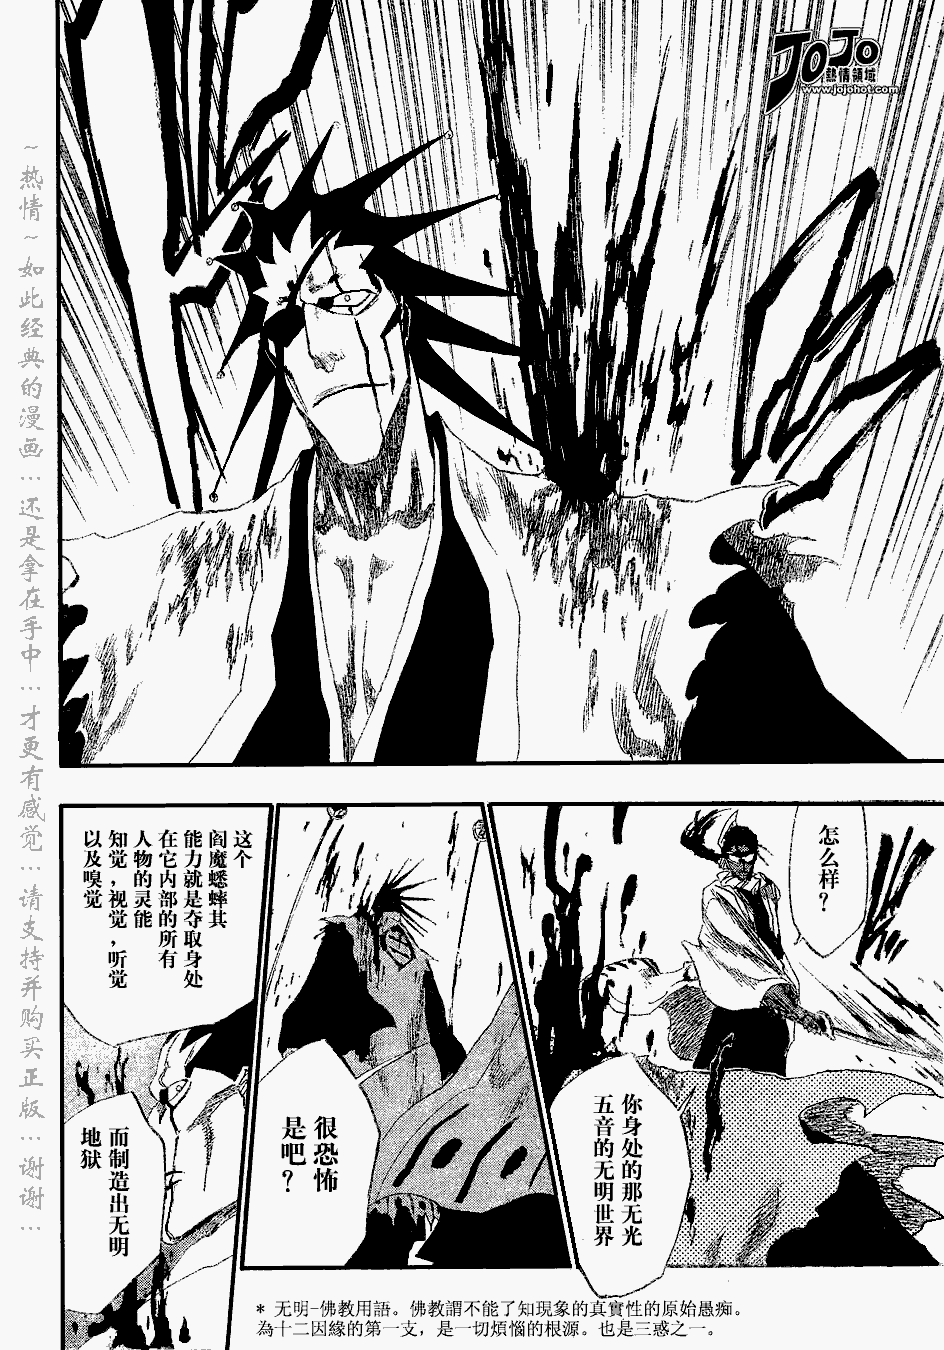 JOJO
熱情領域
www.jojohot.com
~热情~如此经典的漫画…还是拿在手中…才更有感觉…请支持并购买正版…谢谢…
怎么样？
你身处的那无光
五音的无明世界
很恐怖
是吧？
这个
阎魔蟋蟀其
能力就是夺取身处
在它内部的所有
人物的灵能
知觉，视觉，听觉
以及嗅觉
而制造出无明
地狱
* 无明-佛教用語。佛教謂不能了知現象的真實性的原始愚痴。
為十二因緣的第一支，是一切煩惱的根源。也是三惑之一。